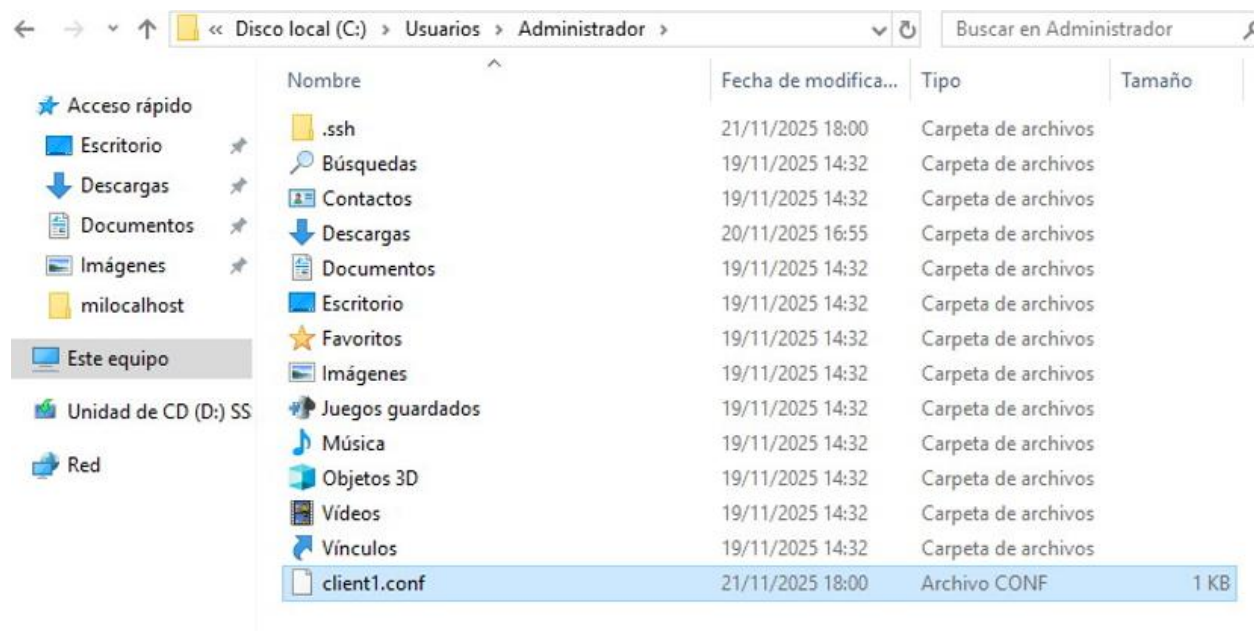 « Disco local (C:) > Usuarios > Administrador > Buscar en Administrador
Nombre Fecha de modifica... Tipo Tamaño
Acceso rápido
Escritorio
Descargas
Documentos
Imágenes
milocalhost
Este equipo
Unidad de CD (D:) SS
Red
.ssh 21/11/2025 18:00 Carpeta de archivos
Búsquedas 19/11/2025 14:32 Carpeta de archivos
Contactos 19/11/2025 14:32 Carpeta de archivos
Descargas 20/11/2025 16:55 Carpeta de archivos
Documentos 19/11/2025 14:32 Carpeta de archivos
Escritorio 19/11/2025 14:32 Carpeta de archivos
Favoritos 19/11/2025 14:32 Carpeta de archivos
Imágenes 19/11/2025 14:32 Carpeta de archivos
Juegos guardados 19/11/2025 14:32 Carpeta de archivos
Música 19/11/2025 14:32 Carpeta de archivos
Objetos 3D 19/11/2025 14:32 Carpeta de archivos
Vídeos 19/11/2025 14:32 Carpeta de archivos
Vínculos 19/11/2025 14:32 Carpeta de archivos
client1.conf 21/11/2025 18:00 Archivo CONF 1 KB